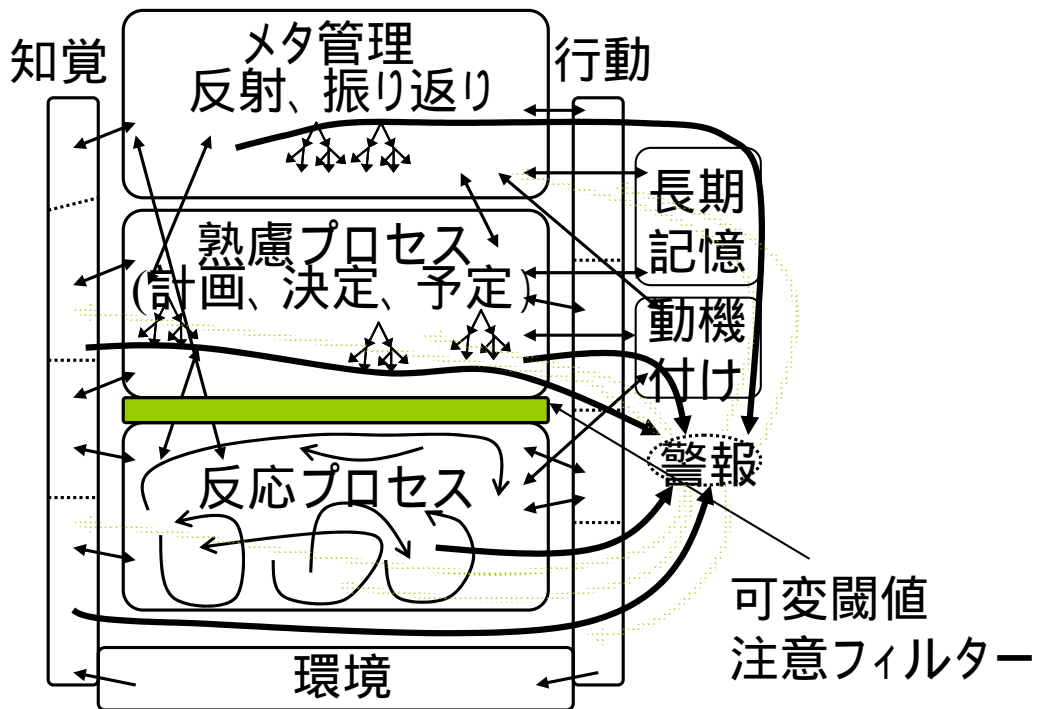 知覚
メタ管理
反射、振り返り
行動
長期
記憶
熟慮プロセス
(計画、決定、予定)
動機
付け
警報
反応プロセス
可変閾値
注意フィルター
環境